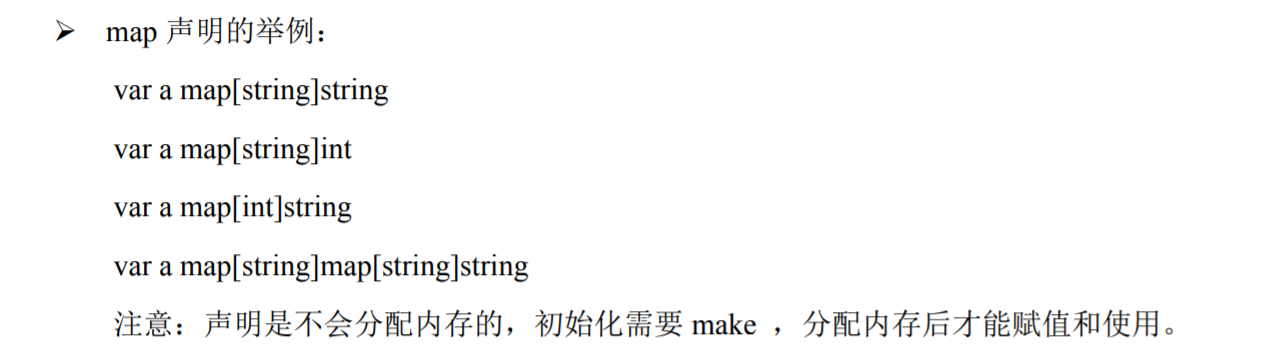 ➢ map 声明的举例：
var a map[string]string
var a map[string]int
var a map[int]string
var a map[string]map[string]string
注意：声明是不会分配内存的，初始化需要 make ，分配内存后才能赋值和使用。